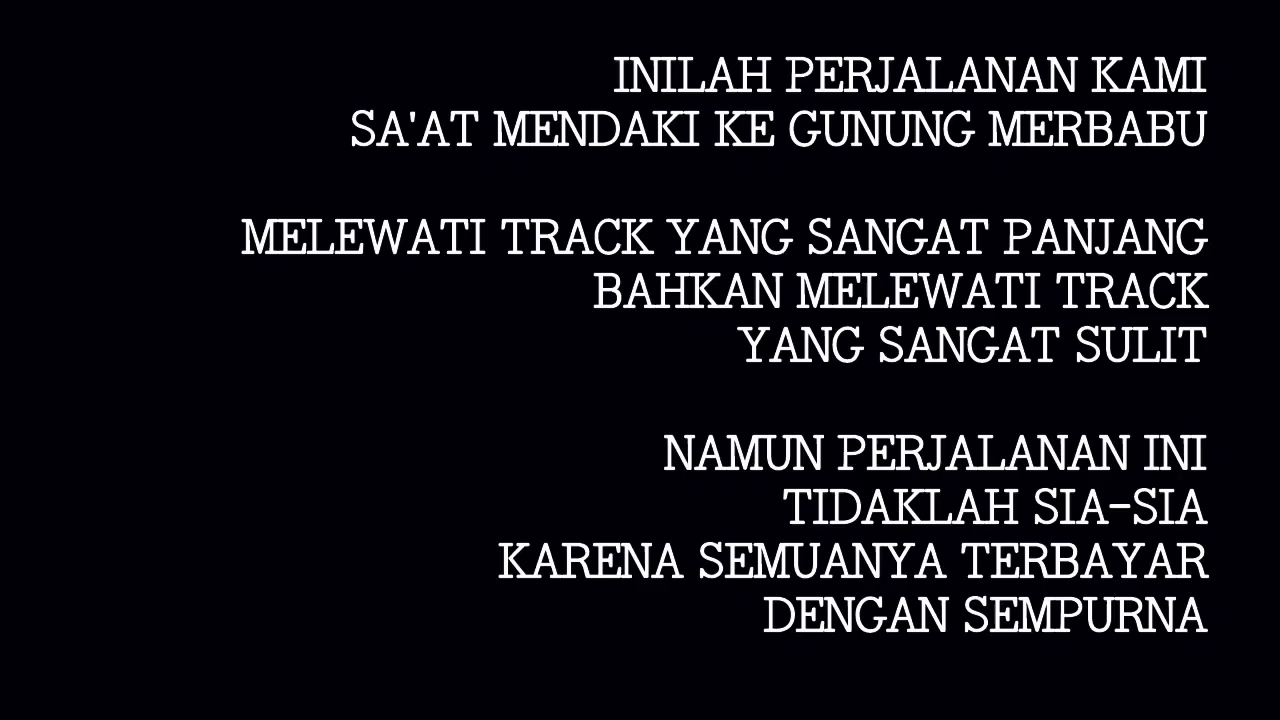 INILAH PERJALANAN KAMI
SA'AT MENDAKI KE GUNUNG MERBABU
MELEWATI TRACK YANG SANGAT PANJANG
BAHKAN MELEWATI TRACK
YANG SANGAT SULIT
NAMUN PERJALANAN INI
TIDAKLAH SIA-SIA
KARENA SEMUANYA TERBAYAR
DENGAN SEMPURNA